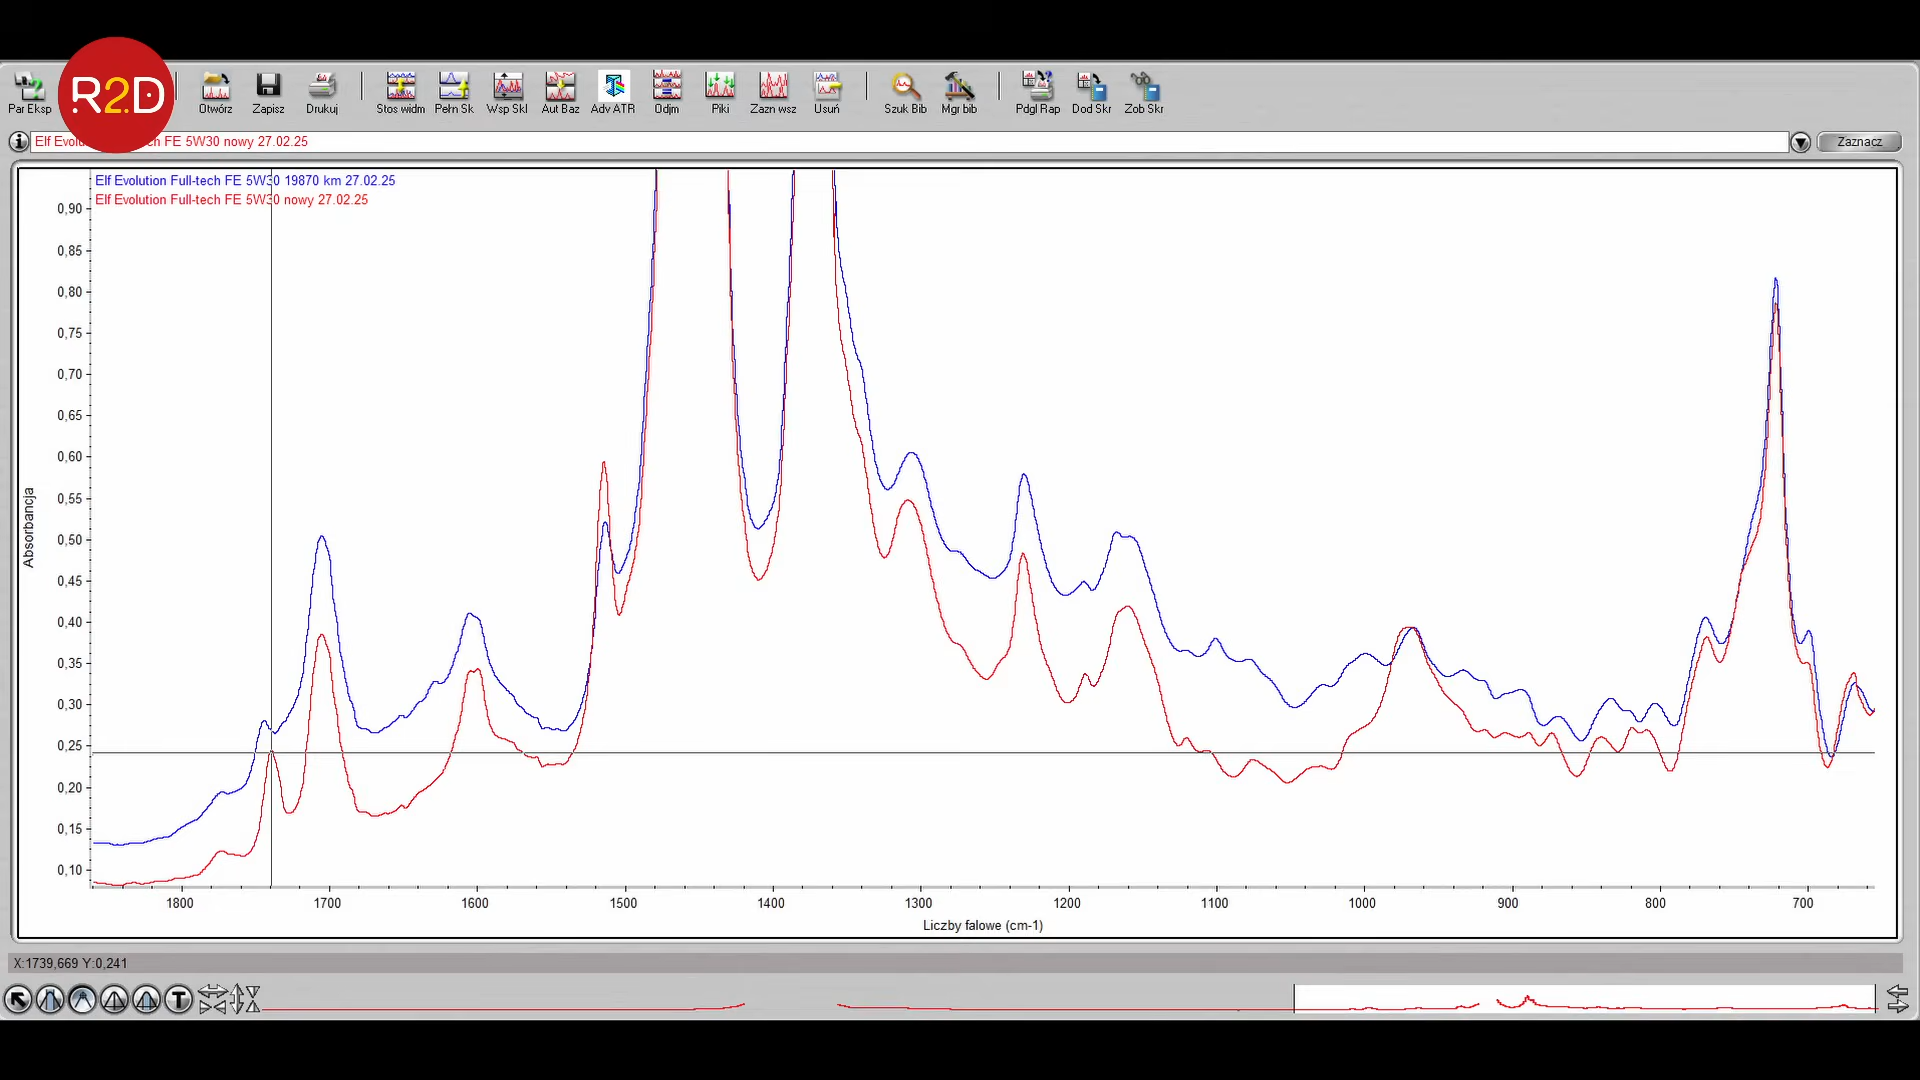 R2D
Par Eksp
Otwórz
Zapisz
Drukuj
Stos widm
Pełn Sk
Wsp Skl
Aut Baz
Adv ATR
Odjm
Piki
Zazn wsz
Usuń
Szuk Bib
Mgr bib
Pdgl Rap
Dod Skr
Zob Skr
Elf Evolu
ch FE 5W30 nowy 27.02.25
Zaznacz
Elf Evolution Full-tech FE 5W30 19870 km 27.02.25
Elf Evolution Full-tech FE 5W30 nowy 27.02.25
0,90
0,85
0,80
0,75
0,70
0,65
0,60
0,55
0,50
0,45
0,40
0,35
0,30
0,25
0,20
0,15
0,10
Absorbancja
1800 1700 1600 1500 1400 1300 1200 1100 1000 900 800 700
Liczby falowe (cm-1)
X:1739,669 Y:0,241
T